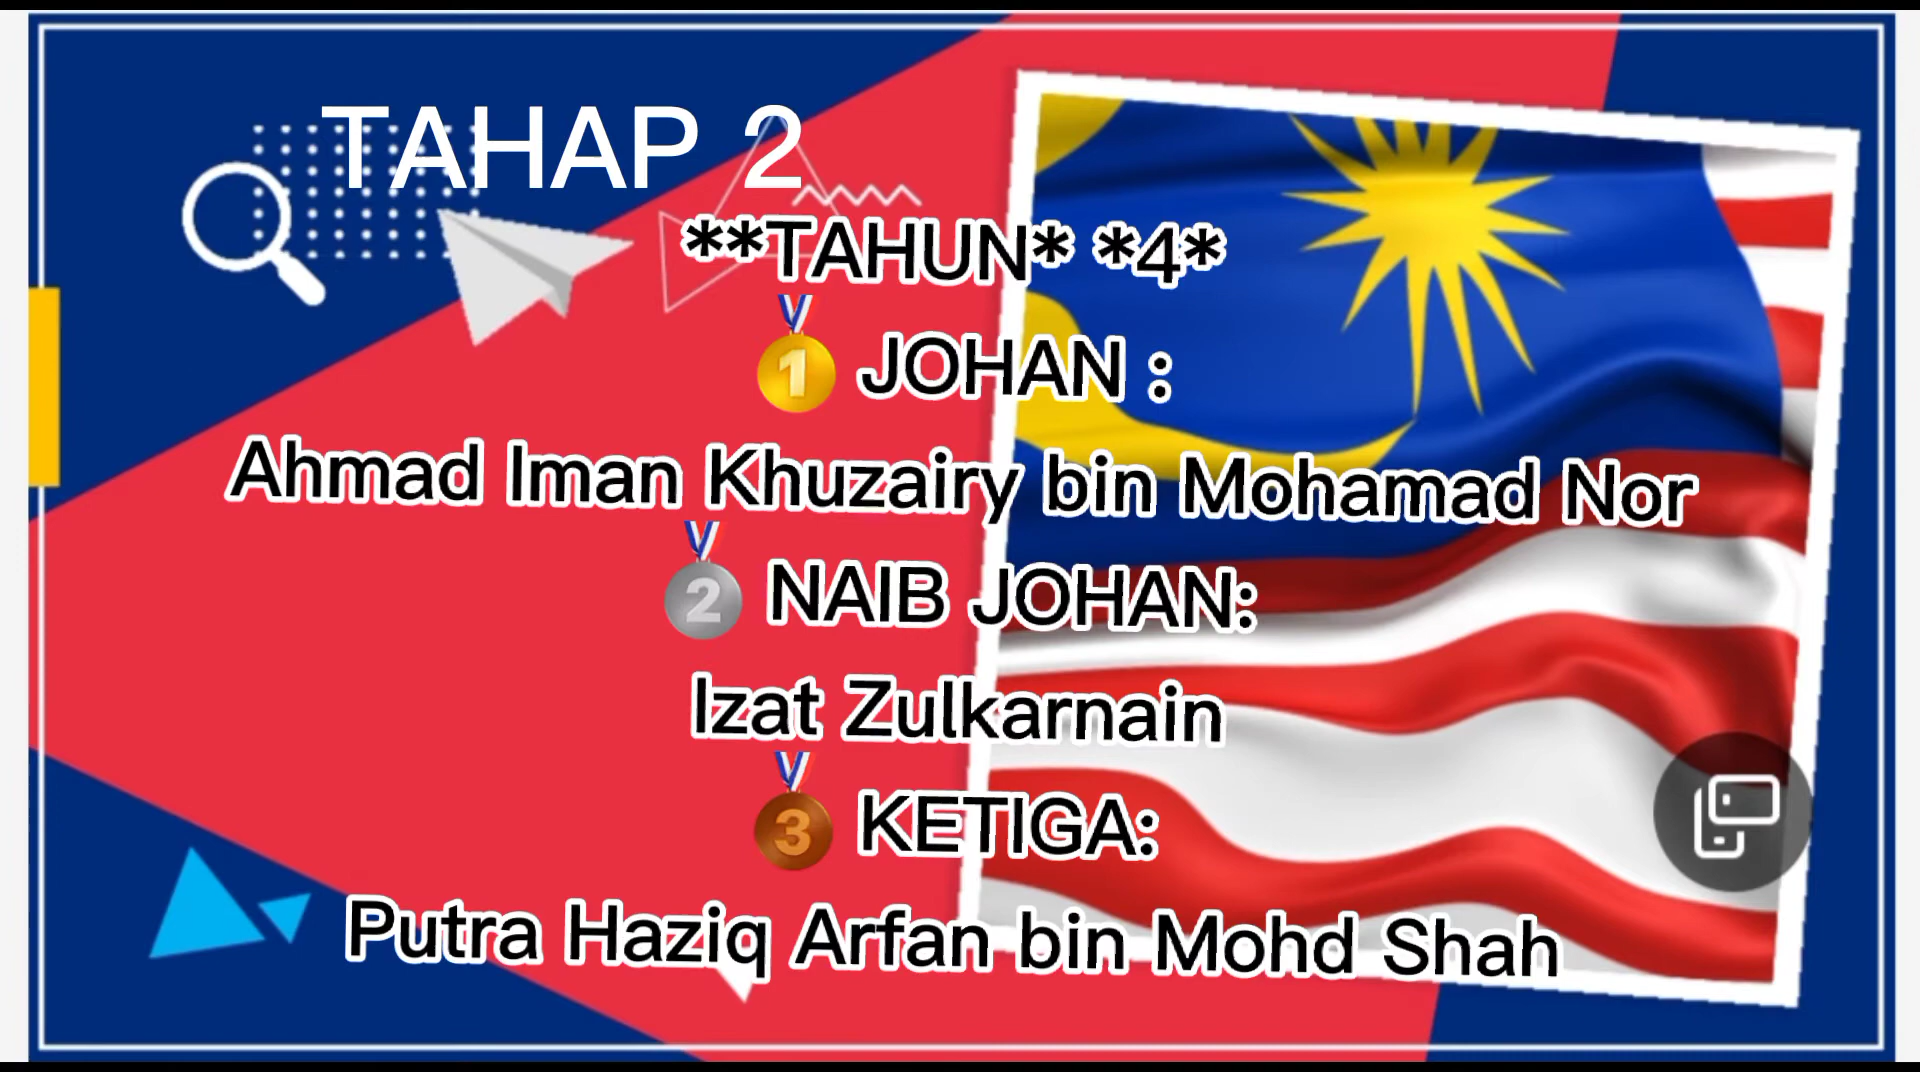 TAHAP 2
**TAHUN* *4*
1 JOHAN :
Ahmad Iman Khuzairy bin Mohamad Nor
2 NAIB JOHAN:
Izat Zulkarnain
3 KETIGA:
Putra Haziq Arfan bin Mohd Shah